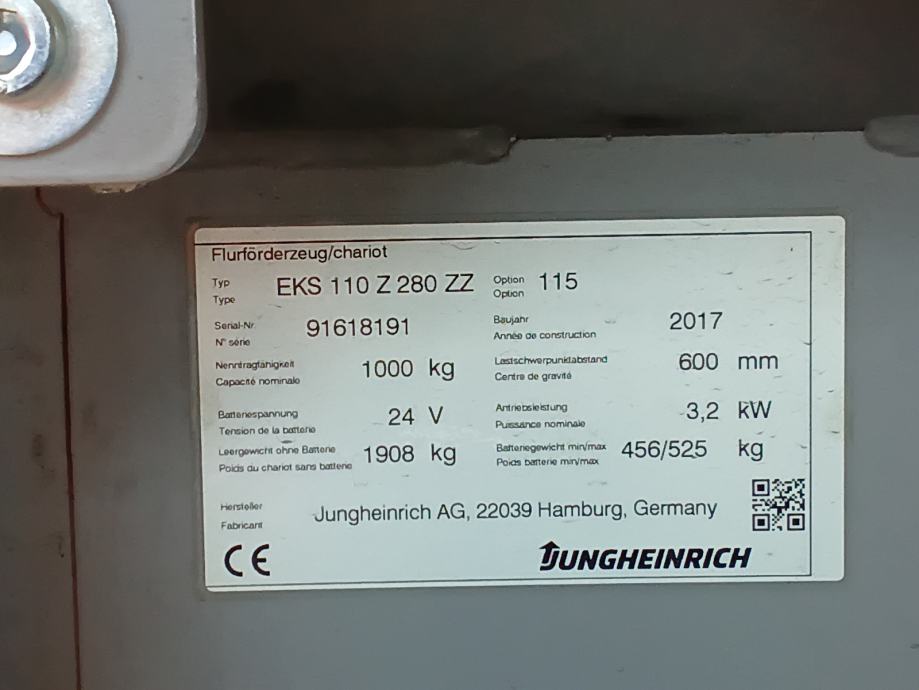 Flurförderzeug/chariot
Typ
Type
EKS 110 Z 280 ZZ
Option
Option
115
Serial-Nr.
N° série
91618191
Baujahr
Année de construction
2017
Nenntragfähigkeit
Capacité nominale
1000 kg
Lastschwerpunktabstand
Centre de gravité
600 mm
Batteriespannung
Tension de la batterie
24 V
Antriebsleistung
Puissance nominale
3,2 kW
Leergewicht ohne Batterie
Poids du chariot sans batterie
1908 kg
Batteriegewicht min/max
Poids batterie min/max
456/525 kg
Hersteller
Fabricant
Jungheinrich AG, 22039 Hamburg, Germany
CE
JUNGHEINRICH